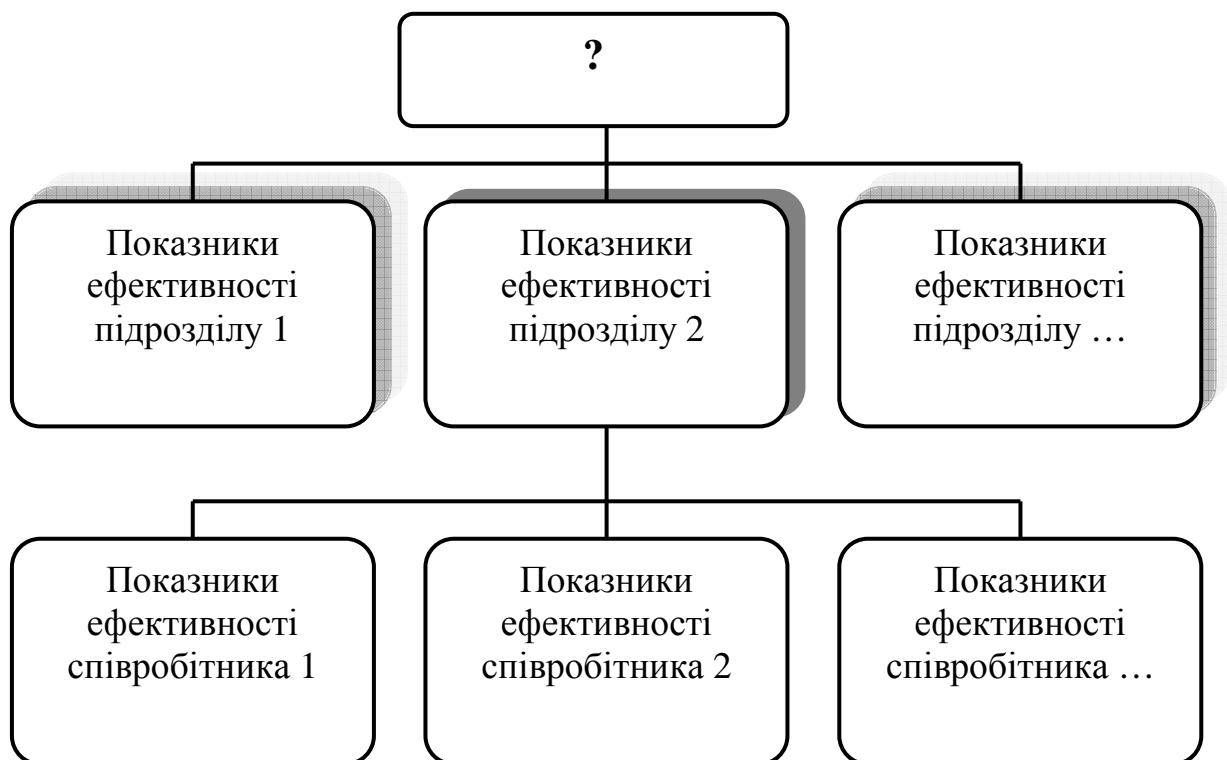 ?
Показники
ефективності
підрозділу 1
Показники
ефективності
підрозділу 2
Показники
ефективності
підрозділу …
Показники
ефективності
співробітника 1
Показники
ефективності
співробітника 2
Показники
ефективності
співробітника …